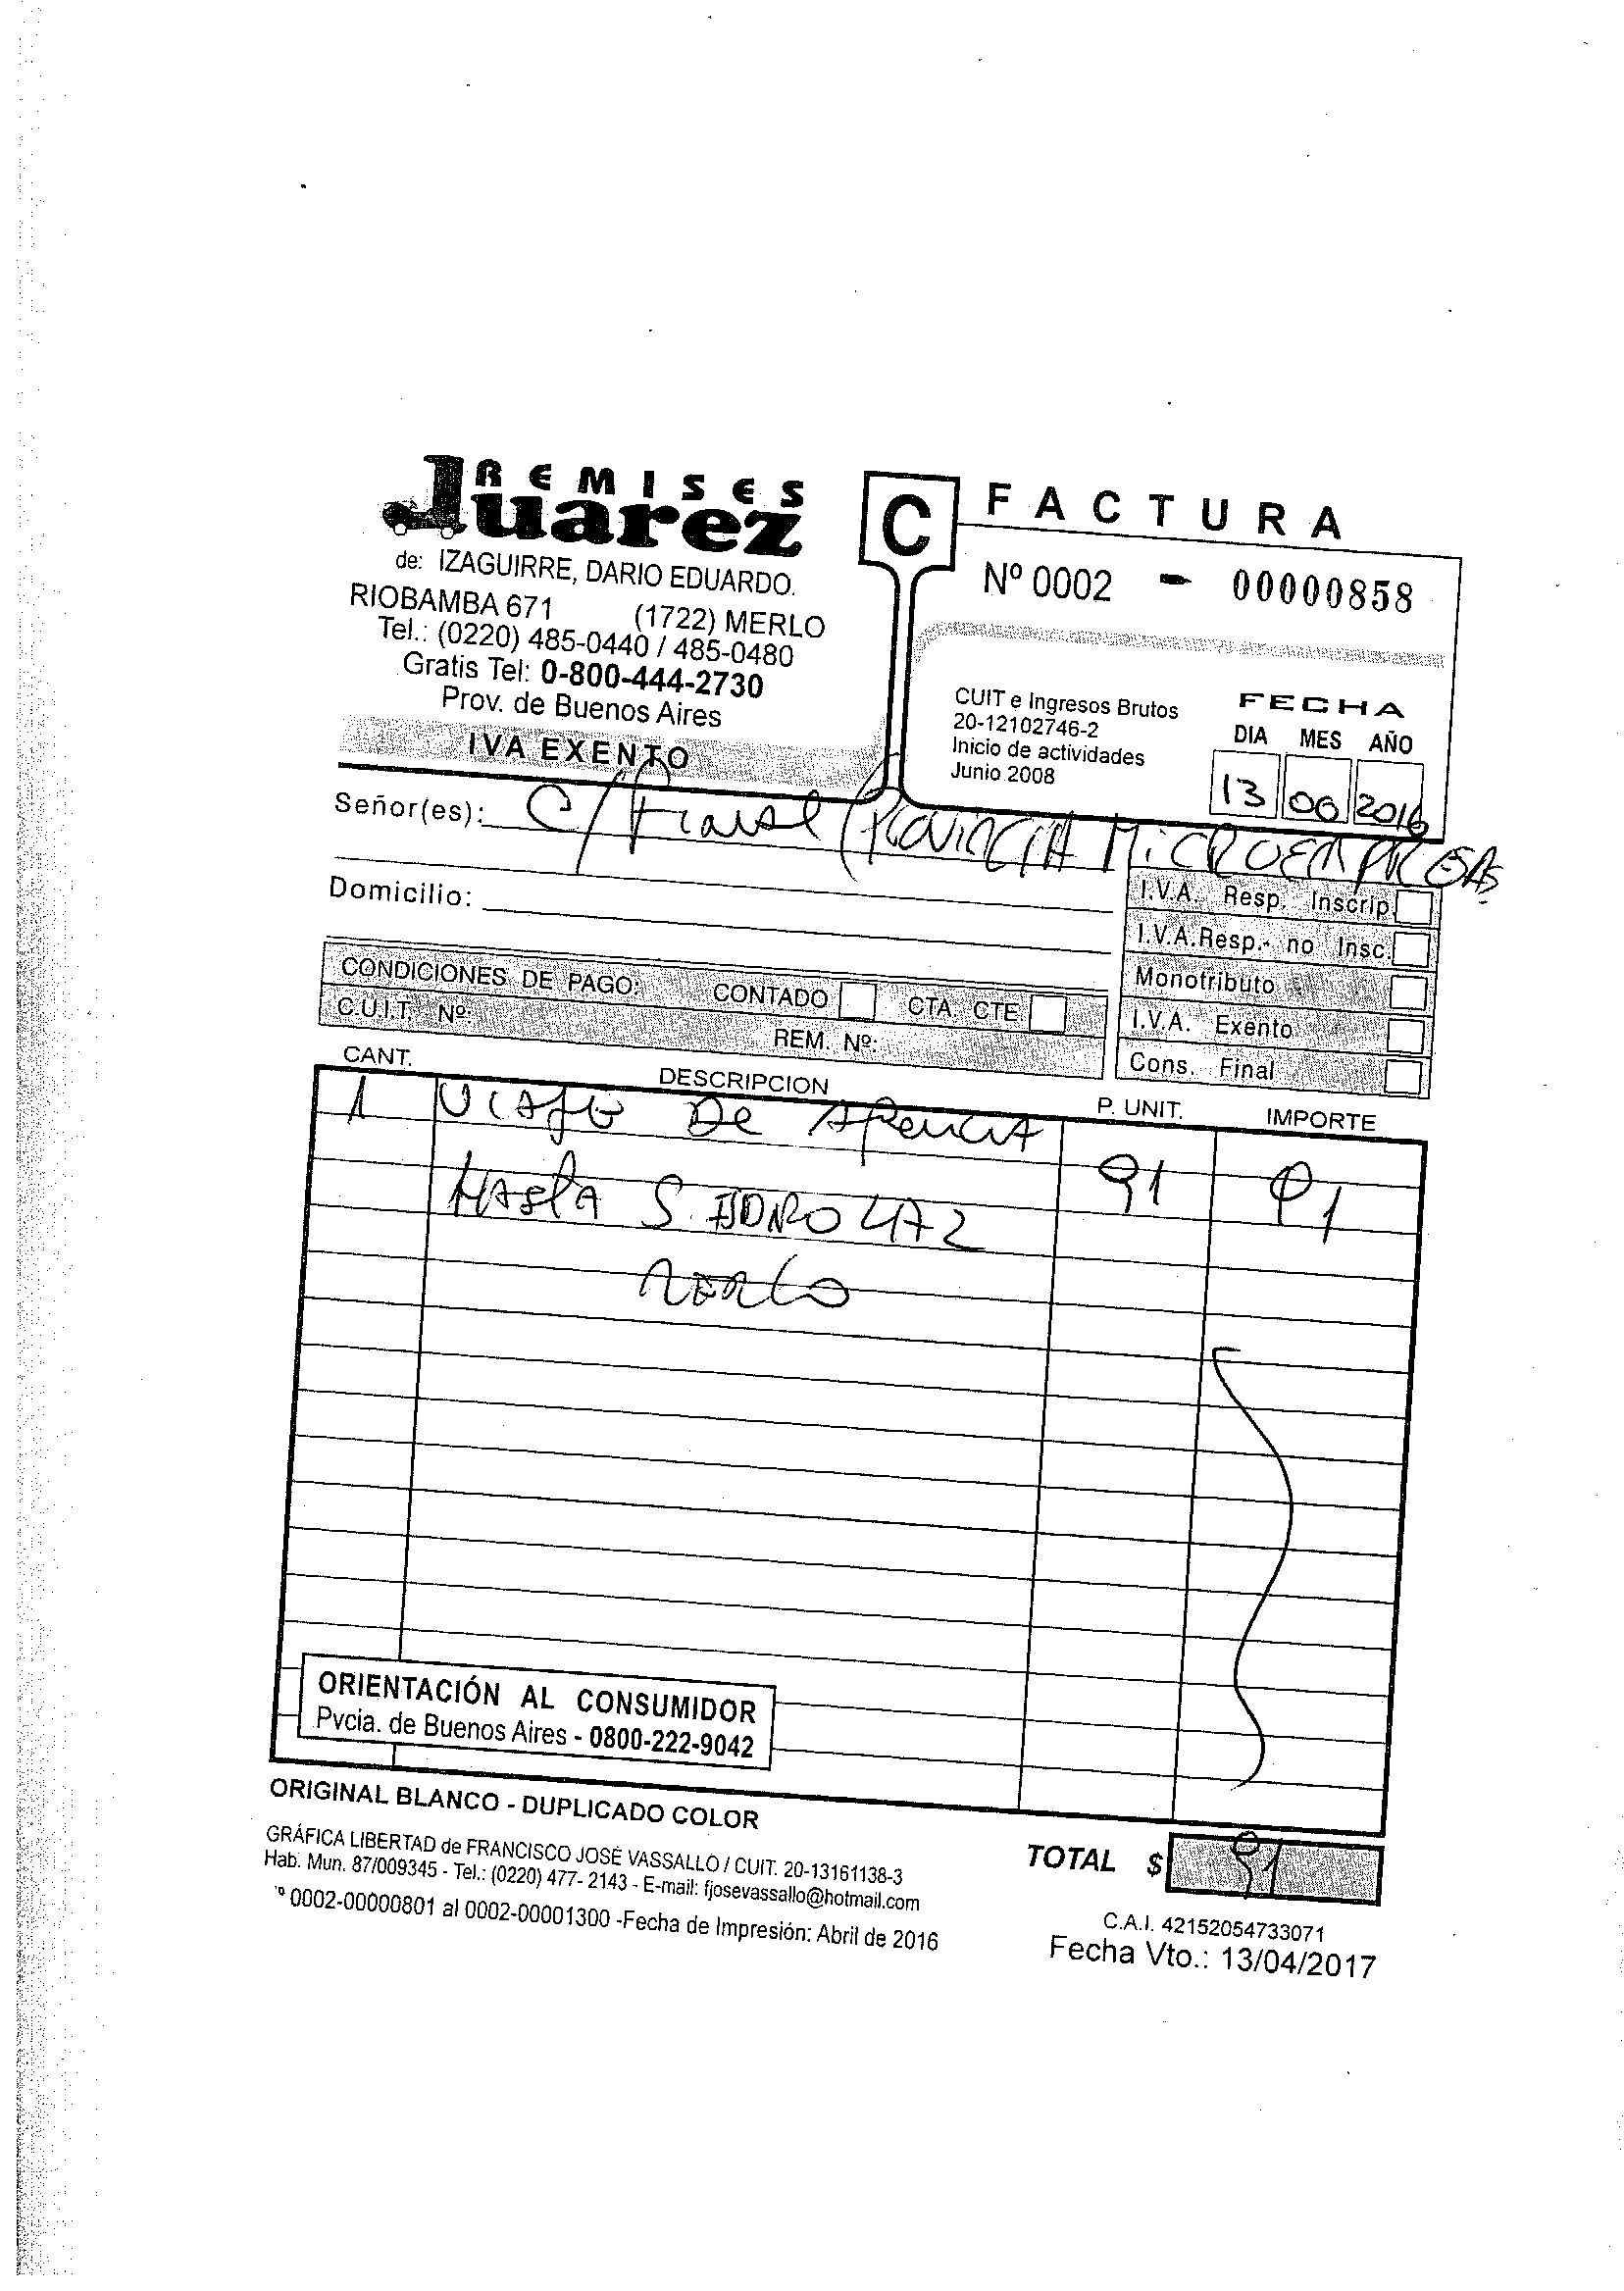 REMISES
Juarez
de: IZAGUIRRE, DARIO EDUARDO.
RIOBAMBA 671 (1722) MERLO
Tel.: (0220) 485-0440 / 485-0480
Gratis Tel: 0-800-444-2730
Prov. de Buenos Aires
IVA EXENTO
C
FACTURA
Nº 0002 - 00000858
CUIT e Ingresos Brutos
20-12102746-2
Inicio de actividades
Junio 2008
FECHA
DIA MES AÑO
13 06 2016
Señor(es): C/ (PROVINCIA MICROEMPRESAS
Domicilio:
I.V.A. Resp. Inscrip.
I.V.A. Resp. no Insc.
Monotributo
I.V.A. Exento
Cons. Final
CONDICIONES DE PAGO: CONTADO CTA. CTE
C.U.I.T. Nº: REM. Nº:
CANT. DESCRIPCION P. UNIT. IMPORTE
1 VIAJE DE AGENCIA 91 91
HASTA S.
MERLO
ORIENTACIÓN AL CONSUMIDOR
Pvcia. de Buenos Aires - 0800-222-9042
ORIGINAL BLANCO - DUPLICADO COLOR
GRÁFICA LIBERTAD de FRANCISCO JOSÉ VASSALLO / CUIT. 20-13161138-3
Hab. Mun. 87/009345 - Tel.: (0220) 477- 2143 - E-mail: fjosevassallo@hotmail.com
º 0002-00000801 al 0002-00001300 -Fecha de Impresión: Abril de 2016
TOTAL $ 91
C.A.I. 42152054733071
Fecha Vto.: 13/04/2017